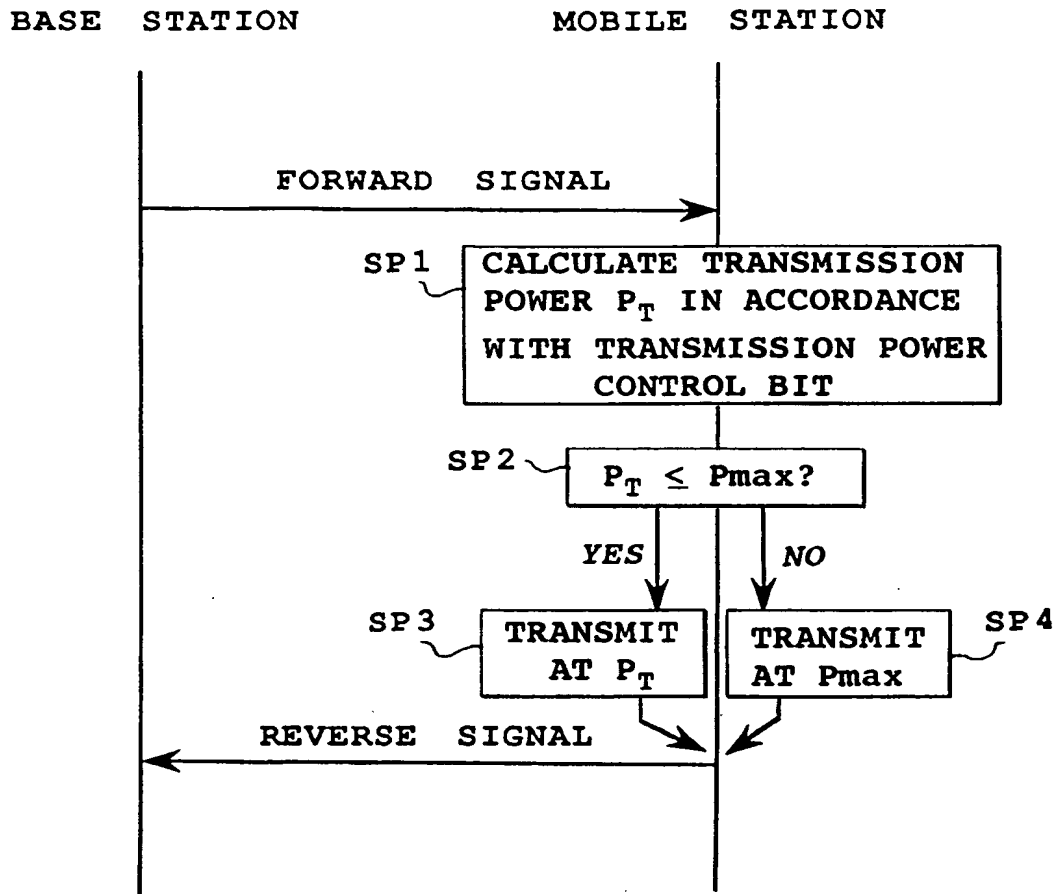 BASE STATION
MOBILE STATION
FORWARD SIGNAL
SP1
CALCULATE TRANSMISSION
POWER P_T IN ACCORDANCE
WITH TRANSMISSION POWER
CONTROL BIT
SP2
P_T ≤ Pmax?
YES
NO
SP3
TRANSMIT
AT P_T
TRANSMIT
AT Pmax
SP4
REVERSE SIGNAL